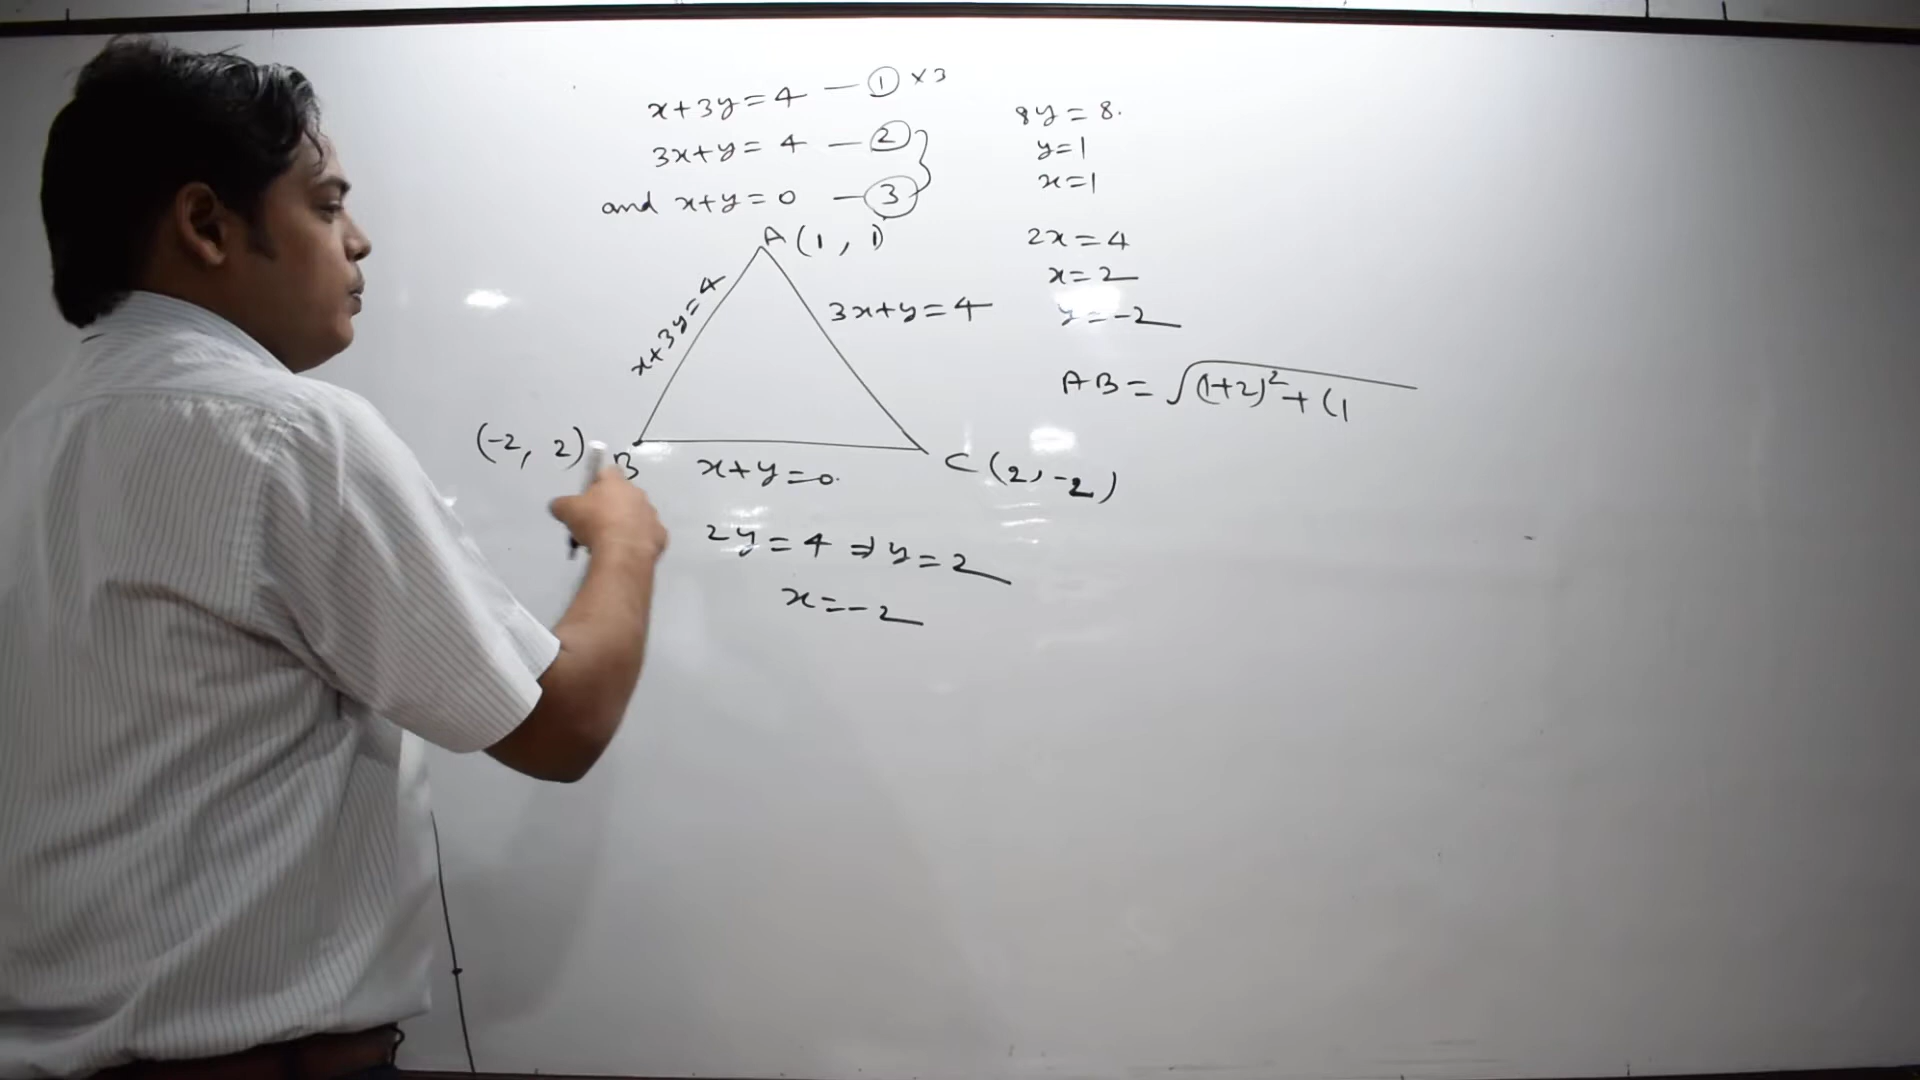 x+3y=4 — ① ×3
3x+y=4 — ②
and x+y=0 — ③
A(1, 1)
x+3y=4
3x+y=4
(-2, 2) B
x+y=0.
C(2, -2)
2y=4 ⇒ y=2
x=-2
8y=8.
y=1
x=1
2x=4
x=2
y=-2
AB=√(1+2)²+(1